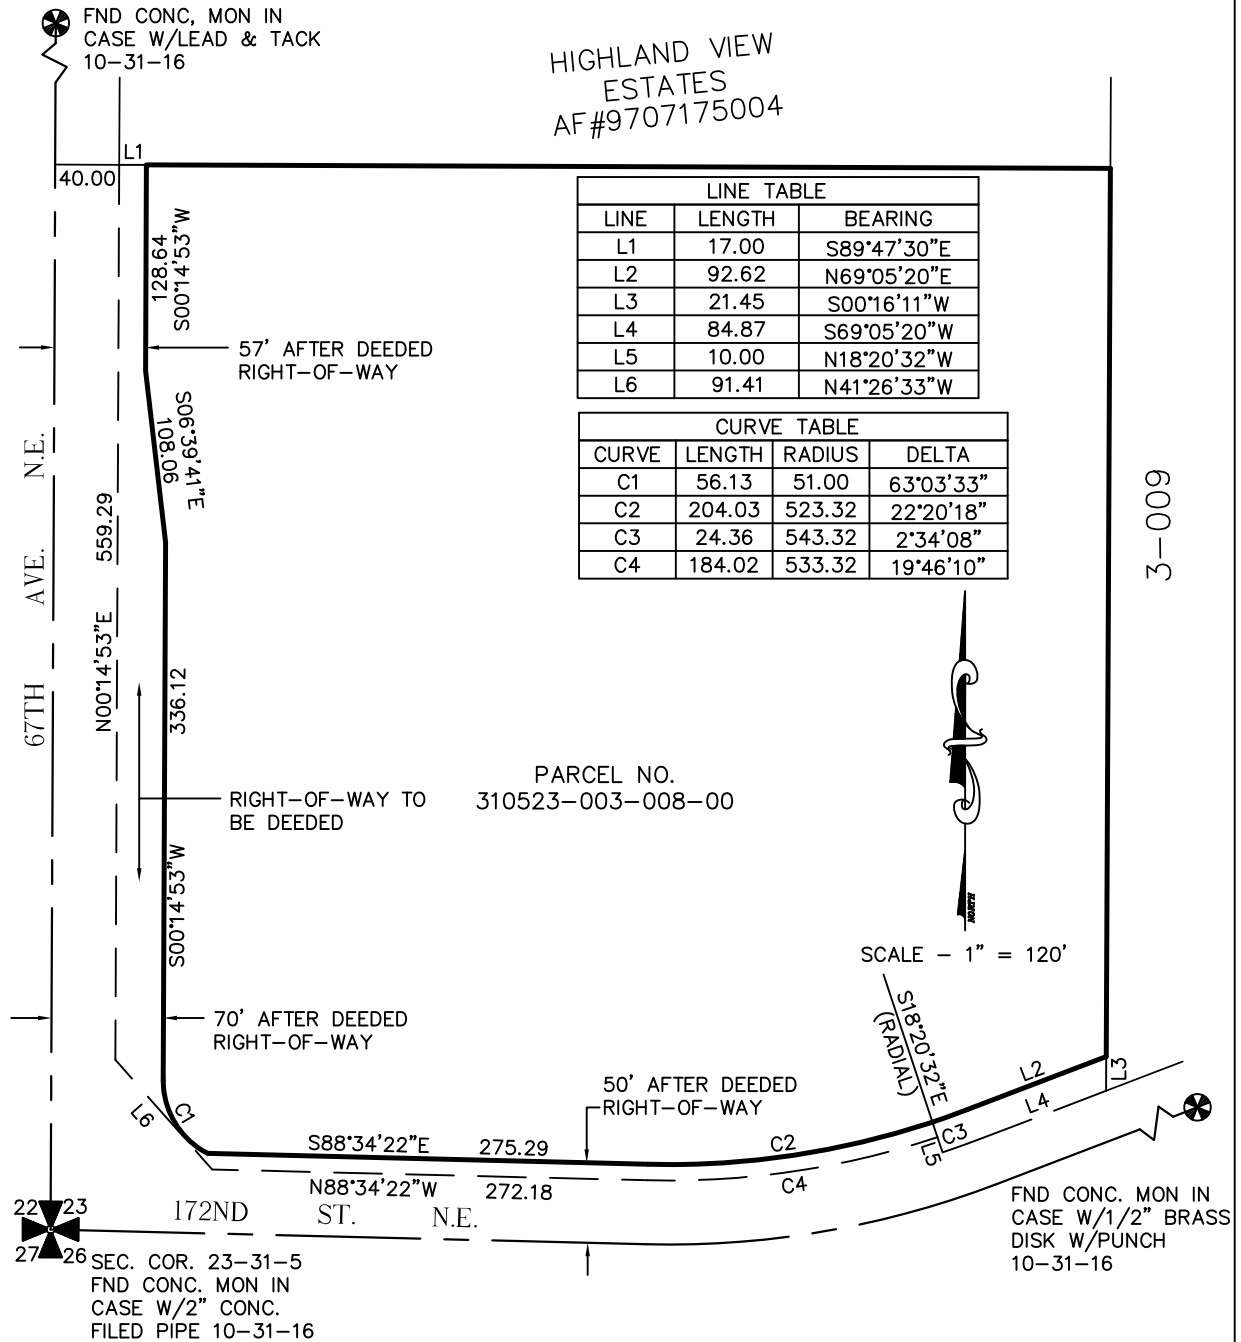 FND CONC, MON IN
CASE W/LEAD & TACK
10-31-16
HIGHLAND VIEW
ESTATES
AF#9707175004
L1
40.00
128.64
S00°14'53"W
57' AFTER DEEDED
RIGHT-OF-WAY
LINE TABLE
LINE LENGTH BEARING
L1 17.00 S89°47'30"E
L2 92.62 N69°05'20"E
L3 21.45 S00°16'11"W
L4 84.87 S69°05'20"W
L5 10.00 N18°20'32"W
L6 91.41 N41°26'33"W
CURVE TABLE
CURVE LENGTH RADIUS DELTA
C1 56.13 51.00 63°03'33"
C2 204.03 523.32 22°20'18"
C3 24.36 543.32 2°34'08"
C4 184.02 533.32 19°46'10"
S06°39'41"E
108.06
67TH AVE. N.E.
N00°14'53"E 559.29
3-009
336.12
S00°14'53"W
PARCEL NO.
310523-003-008-00
RIGHT-OF-WAY TO
BE DEEDED
NORTH
SCALE - 1" = 120'
70' AFTER DEEDED
RIGHT-OF-WAY
S18°20'32"E
(RADIAL)
50' AFTER DEEDED
RIGHT-OF-WAY
L2
L3
L4
C1
L6
C2
C3
L5
C4
S88°34'22"E 275.29
N88°34'22"W 272.18
172ND ST. N.E.
22 23
27 26
SEC. COR. 23-31-5
FND CONC. MON IN
CASE W/2" CONC.
FILED PIPE 10-31-16
FND CONC. MON IN
CASE W/1/2" BRASS
DISK W/PUNCH
10-31-16